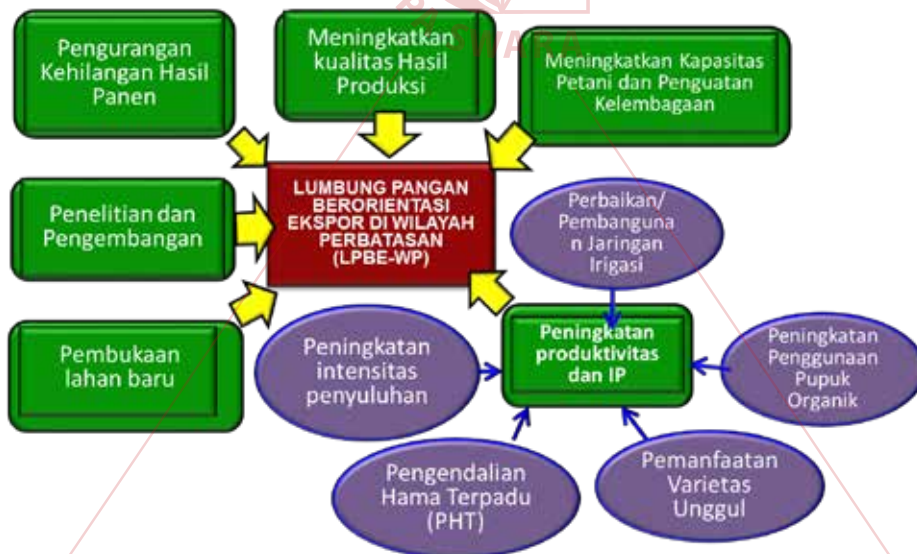 Pengurangan
Kehilangan Hasil
Panen
Meningkatkan
kualitas Hasil
Produksi
Meningkatkan Kapasitas
Petani dan Penguatan
Kelembagaan
Penelitian dan
Pengembangan
LUMBUNG PANGAN
BERORIENTASI
EKSPOR DI WILAYAH
PERBATASAN
(LPBE-WP)
Perbaikan/
Pembanguna
n Jaringan
Irigasi
Pembukaan
lahan baru
Peningkatan
intensitas
penyuluhan
Peningkatan
produktivitas
dan IP
Peningkatan
Penggunaan
Pupuk
Organik
Pengendalian
Hama Terpadu
(PHT)
Pemanfaatan
Varietas
Unggul